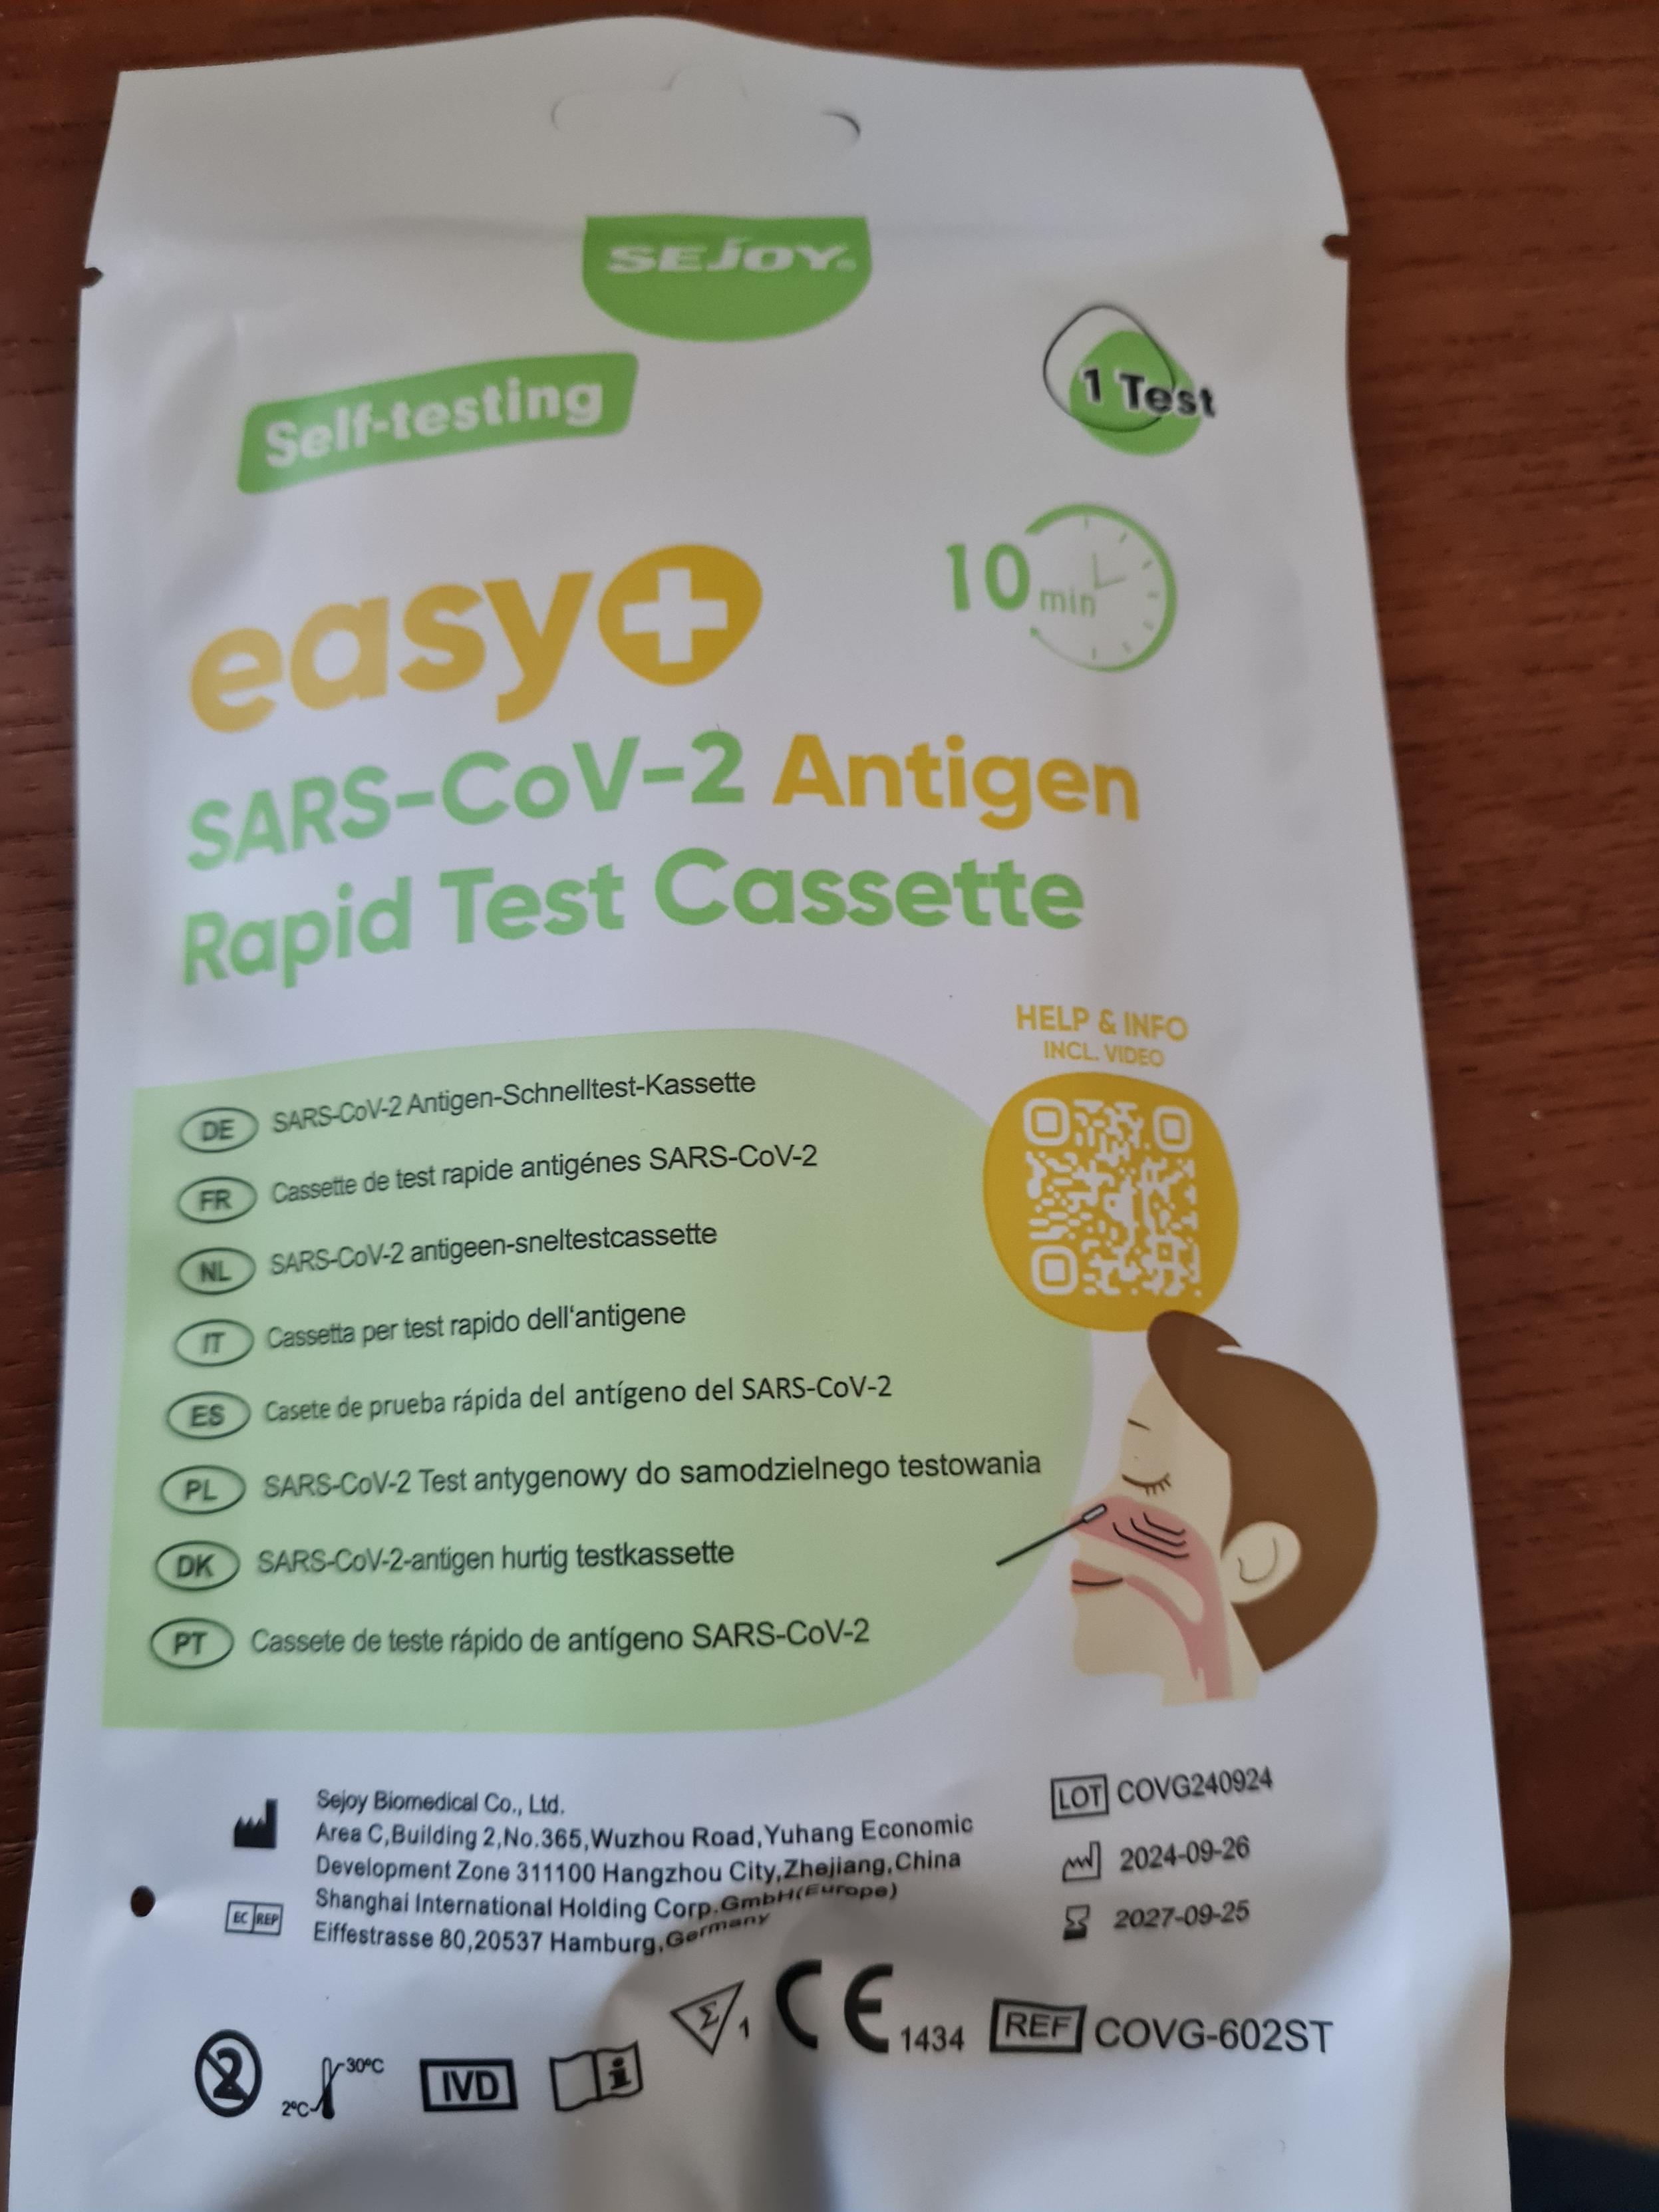 SEJOY®
Self-testing
1 Test
easy+
10 min
SARS-CoV-2 Antigen
Rapid Test Cassette
HELP & INFO
INCL. VIDEO
DE SARS-CoV-2 Antigen-Schnelltest-Kassette
FR Cassette de test rapide antigénes SARS-CoV-2
NL SARS-CoV-2 antigeen-sneltestcassette
IT Cassetta per test rapido dell'antigene
ES Casete de prueba rápida del antígeno del SARS-CoV-2
PL SARS-CoV-2 Test antygenowy do samodzielnego testowania
DK SARS-CoV-2-antigen hurtig testkassette
PT Cassete de teste rápido de antígeno SARS-CoV-2
Sejoy Biomedical Co., Ltd.
Area C,Building 2,No.365,Wuzhou Road,Yuhang Economic
Development Zone 311100 Hangzhou City,Zhejiang,China
EC REP Shanghai International Holding Corp.GmbH(Europe)
Eiffestrasse 80,20537 Hamburg,Germany
LOT COVG240924
2024-09-26
2027-09-25
2
2°C 30°C
IVD
i
Σ 1
CE 1434
REF COVG-602ST